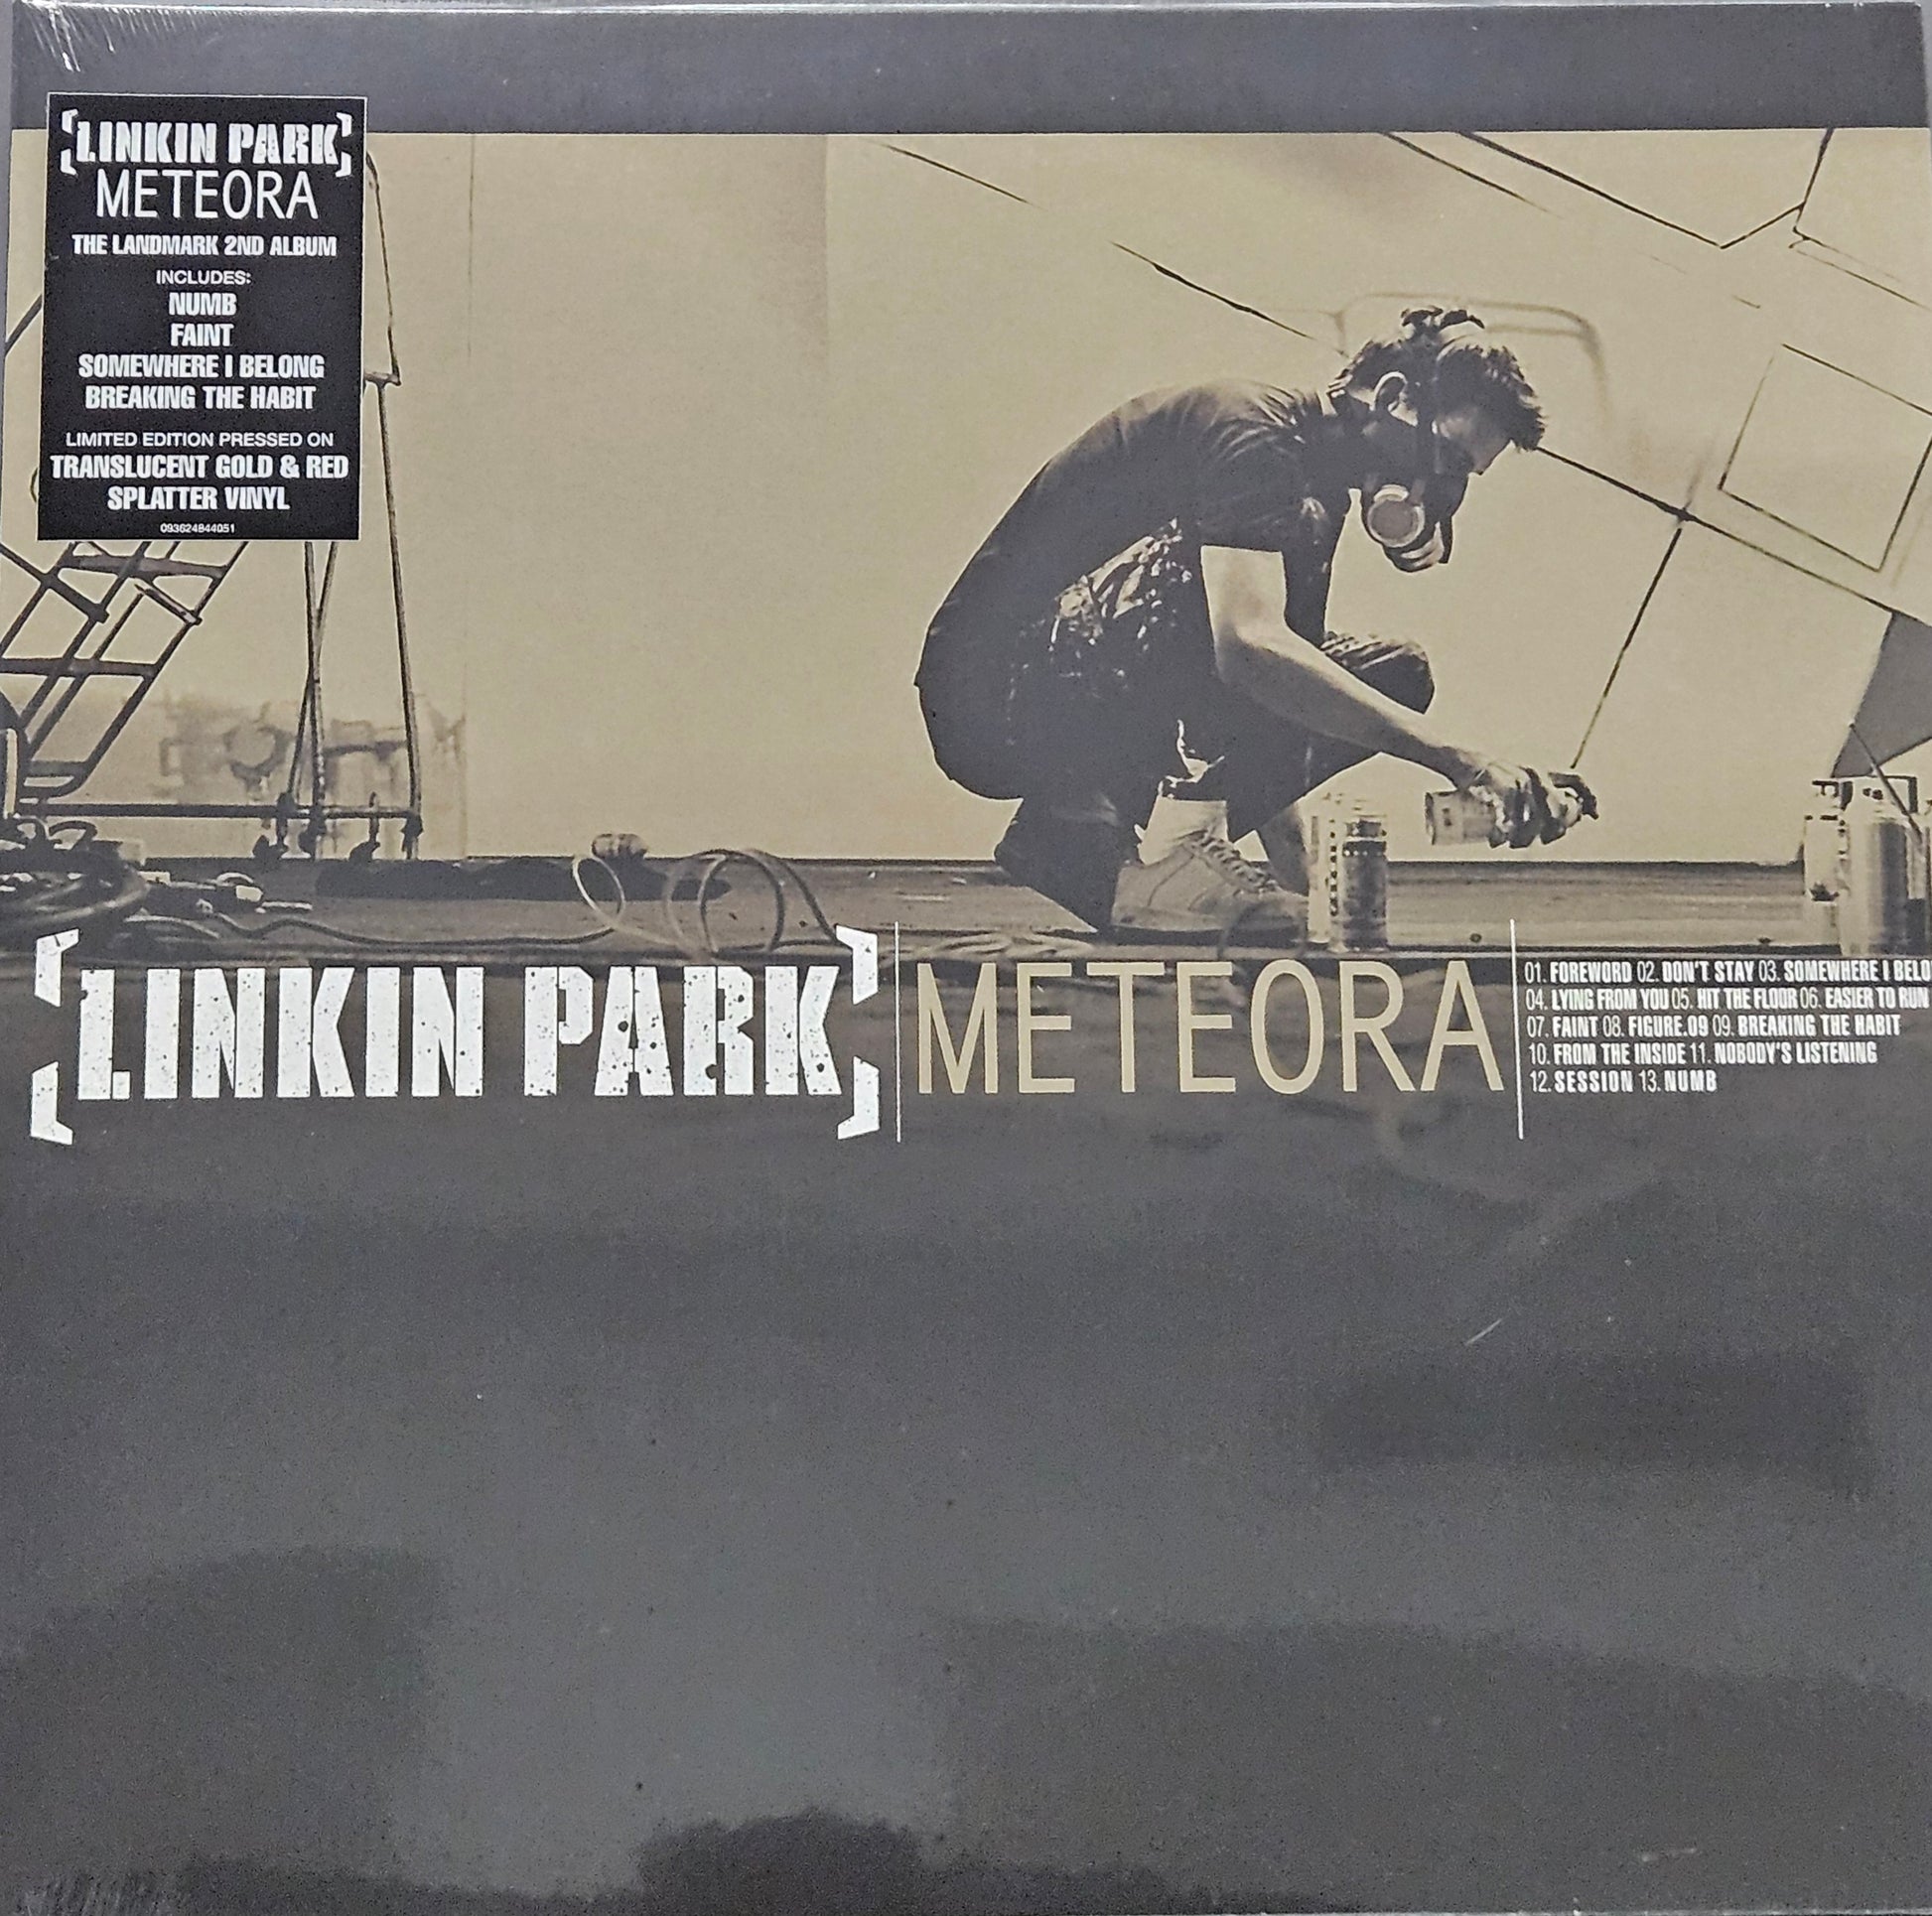 [LINKIN PARK]
METEORA
THE LANDMARK 2ND ALBUM
INCLUDES:
NUMB
FAINT
SOMEWHERE I BELONG
BREAKING THE HABIT
LIMITED EDITION PRESSED ON
TRANSLUCENT GOLD & RED
SPLATTER VINYL
093624844051
[LINKIN PARK]
METEORA
01. FOREWORD 02. DON'T STAY 03. SOMEWHERE I BELO
04. LYING FROM YOU 05. HIT THE FLOOR 06. EASIER TO RUN
07. FAINT 08. FIGURE.09 09. BREAKING THE HABIT
10. FROM THE INSIDE 11. NOBODY'S LISTENING
12. SESSION 13. NUMB